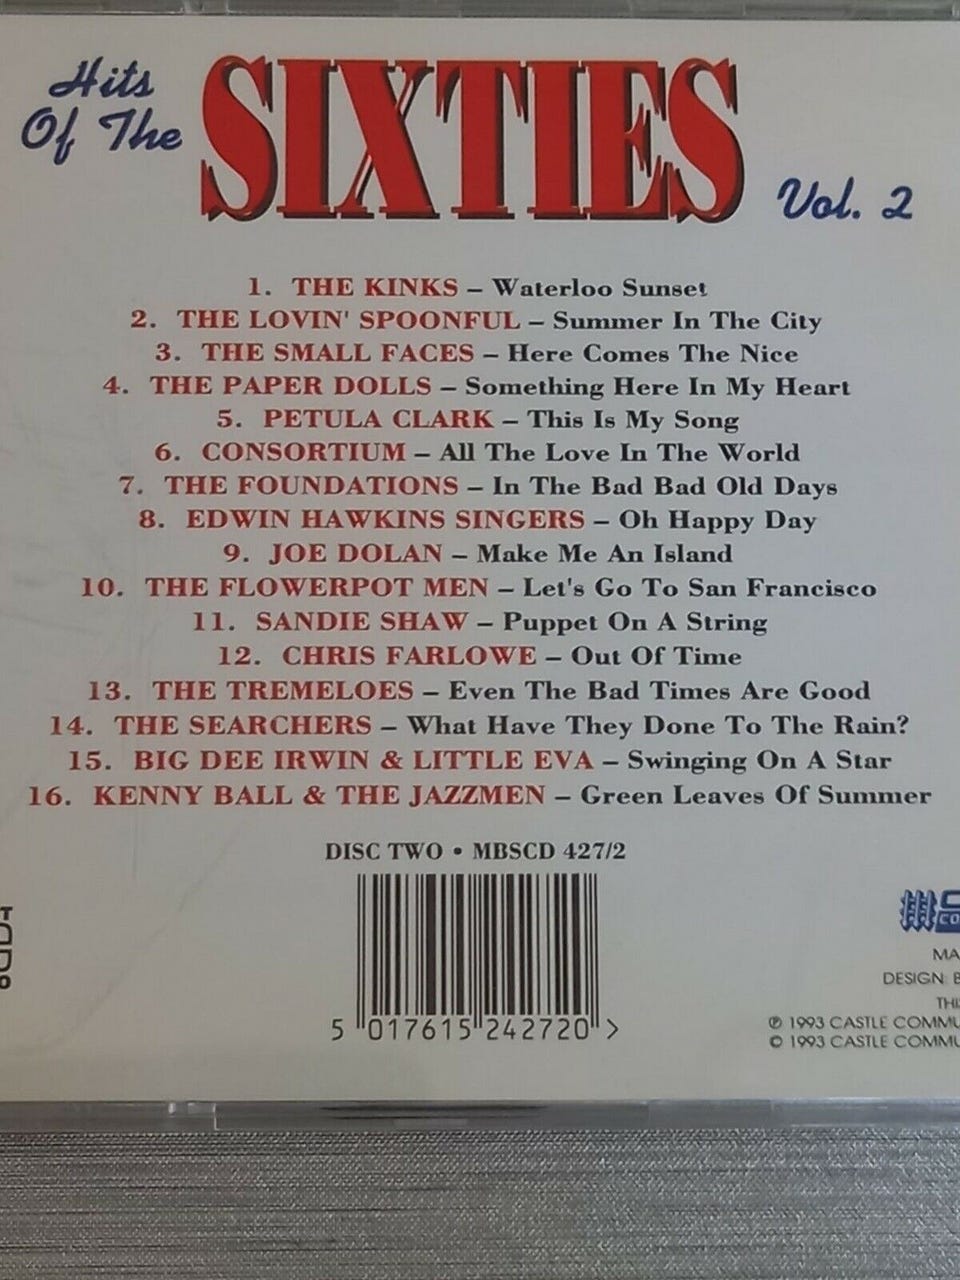 Hits
Of The
SIXTIES
Vol. 2
1. THE KINKS – Waterloo Sunset
2. THE LOVIN' SPOONFUL – Summer In The City
3. THE SMALL FACES – Here Comes The Nice
4. THE PAPER DOLLS – Something Here In My Heart
5. PETULA CLARK – This Is My Song
6. CONSORTIUM – All The Love In The World
7. THE FOUNDATIONS – In The Bad Bad Old Days
8. EDWIN HAWKINS SINGERS – Oh Happy Day
9. JOE DOLAN – Make Me An Island
10. THE FLOWERPOT MEN – Let's Go To San Francisco
11. SANDIE SHAW – Puppet On A String
12. CHRIS FARLOWE – Out Of Time
13. THE TREMELOES – Even The Bad Times Are Good
14. THE SEARCHERS – What Have They Done To The Rain?
15. BIG DEE IRWIN & LITTLE EVA – Swinging On A Star
16. KENNY BALL & THE JAZZMEN – Green Leaves Of Summer
DISC TWO • MBSCD 427/2
5 017615 242720 >
MA
DESIGN: B
THI
℗ 1993 CASTLE COMMU
© 1993 CASTLE COMMU